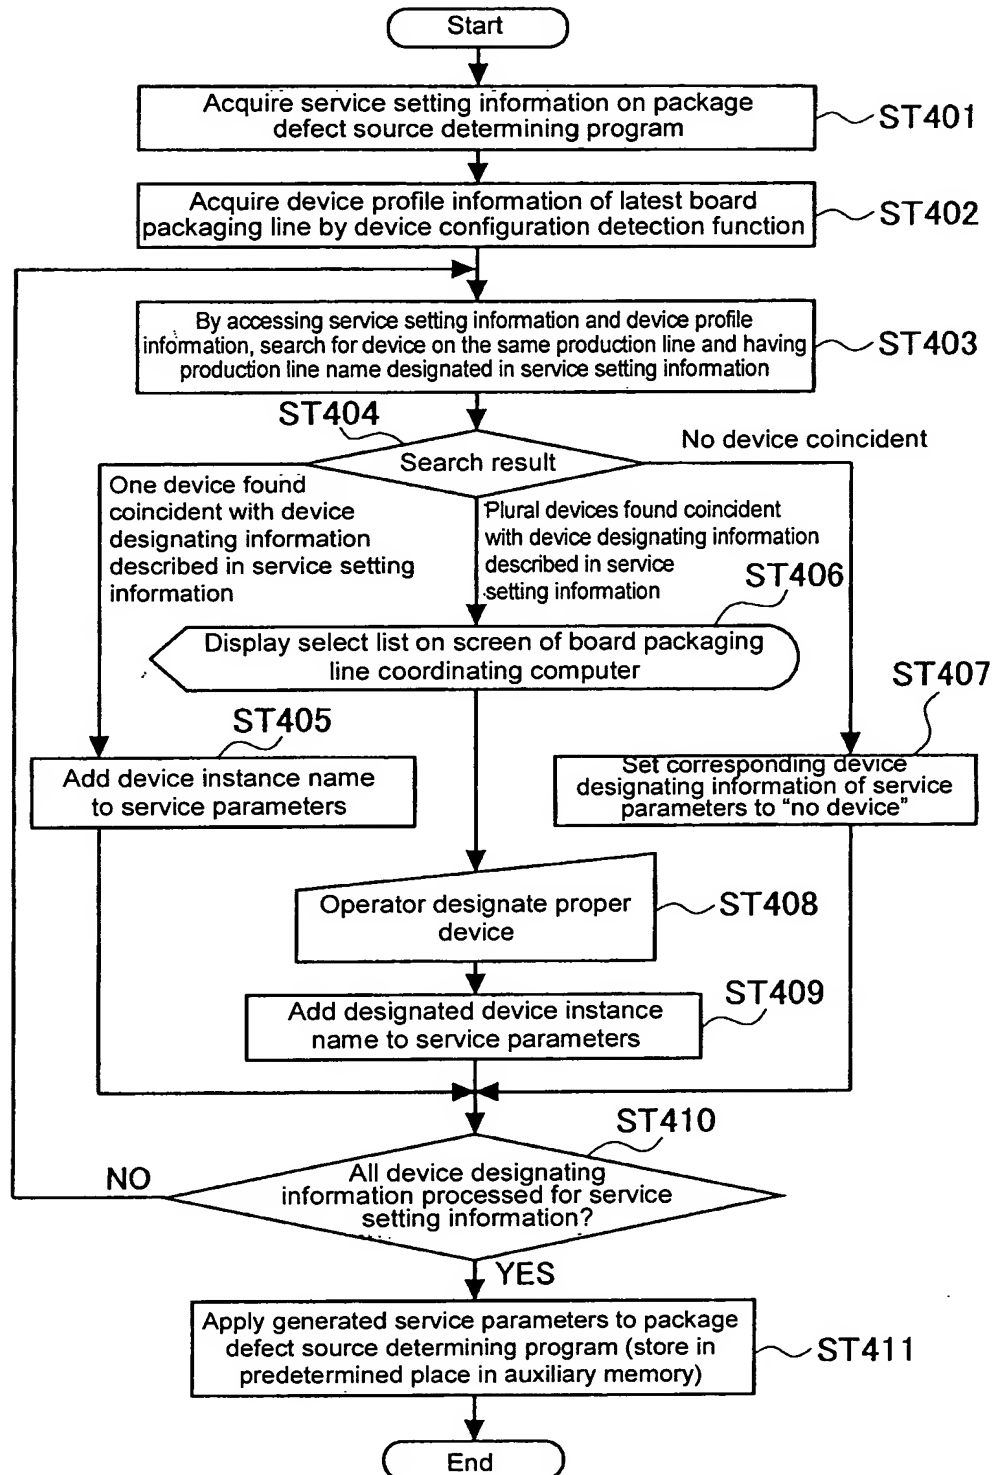 Start
Acquire service setting information on package
defect source determining program
ST401
Acquire device profile information of latest board
packaging line by device configuration detection function
ST402
By accessing service setting information and device profile
information, search for device on the same production line and having
production line name designated in service setting information
ST403
ST404
Search result
No device coincident
One device found
coincident with device
designating information
described in service setting
information
Plural devices found coincident
with device designating information
described in service
setting information
ST406
Display select list on screen of board packaging
line coordinating computer
ST407
ST405
Add device instance name
to service parameters
Set corresponding device
designating information of service
parameters to “no device”
Operator designate proper
device
ST408
ST409
Add designated device instance
name to service parameters
ST410
All device designating
information processed for service
setting information?
NO
YES
Apply generated service parameters to package
defect source determining program (store in
predetermined place in auxiliary memory)
ST411
End